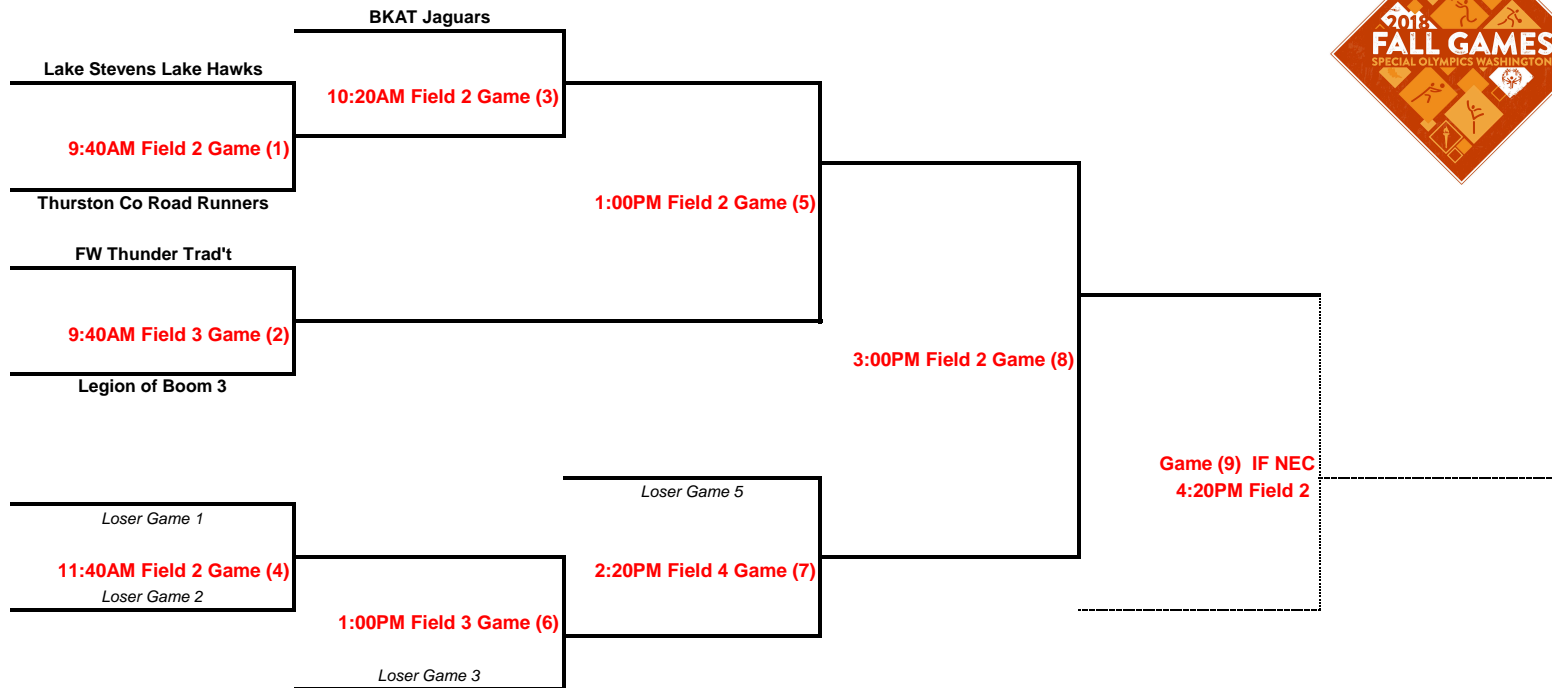 BKAT Jaguars
2018
FALL GAMES
SPECIAL OLYMPICS WASHINGTON
Lake Stevens Lake Hawks
10:20AM Field 2 Game (3)
9:40AM Field 2 Game (1)
Thurston Co Road Runners
1:00PM Field 2 Game (5)
FW Thunder Trad't
9:40AM Field 3 Game (2)
3:00PM Field 2 Game (8)
Legion of Boom 3
Game (9)  IF NEC
4:20PM Field 2
Loser Game 5
Loser Game 1
11:40AM Field 2 Game (4)
2:20PM Field 4 Game (7)
Loser Game 2
1:00PM Field 3 Game (6)
Loser Game 3